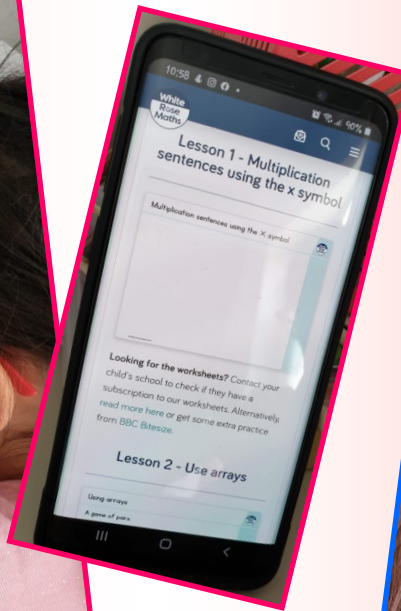 10:58
90%
White
Rose
Maths
Lesson 1 - Multiplication
sentences using the x symbol
Multiplication sentences using the X symbol
Looking for the worksheets? Contact your
child's school to check if they have a
subscription to our worksheets. Alternatively,
read more here or get some extra practice
from BBC Bitesize.
Lesson 2 - Use arrays
Using arrays
A game of pairs